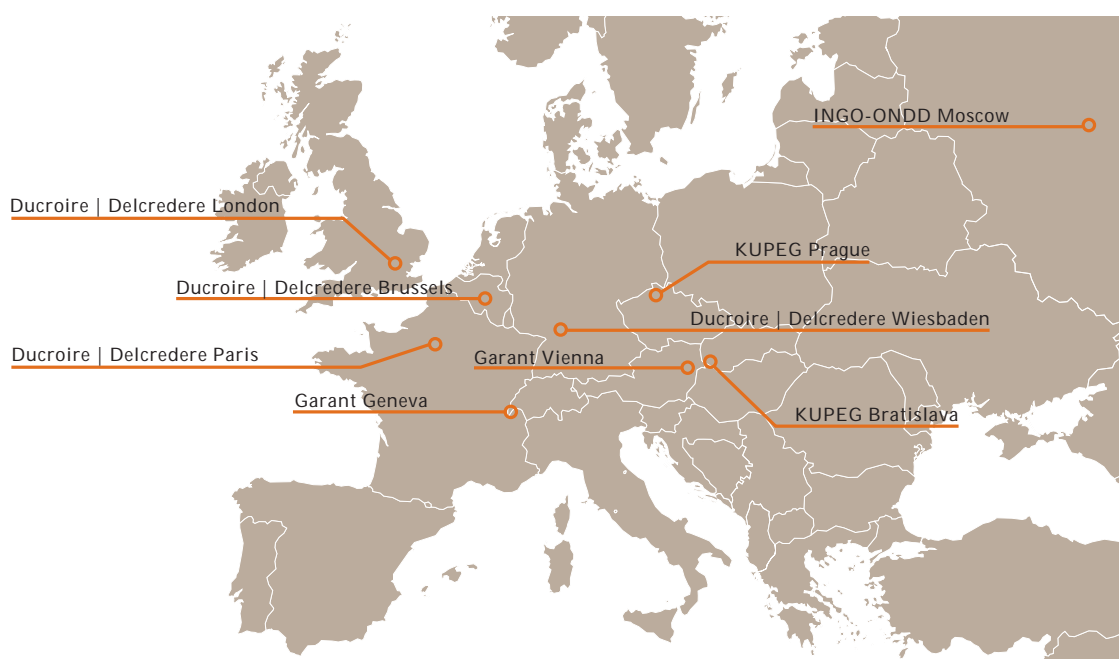 INGO-ONDD Moscow
Ducroire | Delcredere London
KUPEG Prague
Ducroire | Delcredere Brussels
Ducroire | Delcredere Wiesbaden
Ducroire | Delcredere Paris
Garant Vienna
Garant Geneva
KUPEG Bratislava